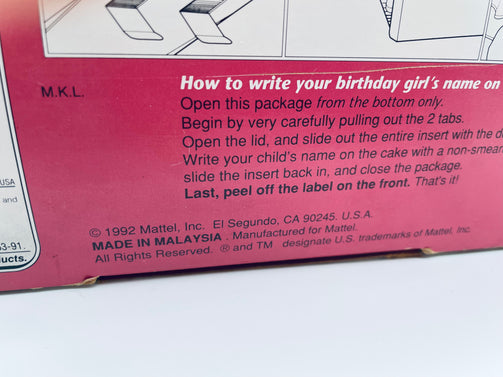 M.K.L.
How to write your birthday girl's name on
Open this package from the bottom only.
Begin by very carefully pulling out the 2 tabs.
Open the lid, and slide out the entire insert with the
Write your child's name on the cake with a non-smear
slide the insert back in, and close the package.
Last, peel off the label on the front. That's it!
USA
and
3-91.
ucts.
© 1992 Mattel, Inc. El Segundo, CA 90245. U.S.A.
MADE IN MALAYSIA. Manufactured for Mattel.
All Rights Reserved. ® and TM designate U.S. trademarks of Mattel, Inc.